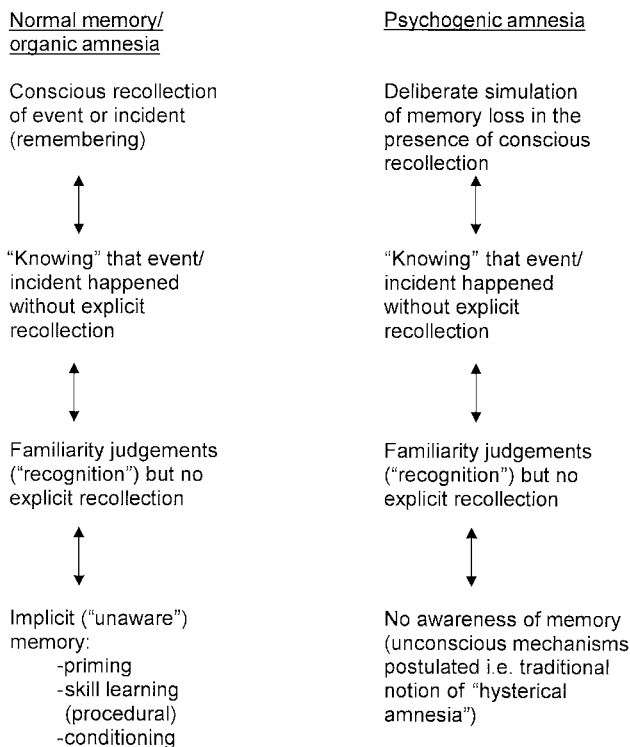 Normal memory/
organic amnesia
Conscious recollection
of event or incident
(remembering)
“Knowing” that event/
incident happened
without explicit
recollection
Familiarity judgements
(“recognition”) but no
explicit recollection
Implicit (“unaware”)
memory:
-priming
-skill learning
(procedural)
-conditioning
Psychogenic amnesia
Deliberate simulation
of memory loss in the
presence of conscious
recollection
“Knowing” that event/
incident happened
without explicit
recollection
Familiarity judgements
(“recognition”) but no
explicit recollection
No awareness of memory
(unconscious mechanisms
postulated i.e. traditional
notion of “hysterical
amnesia”)